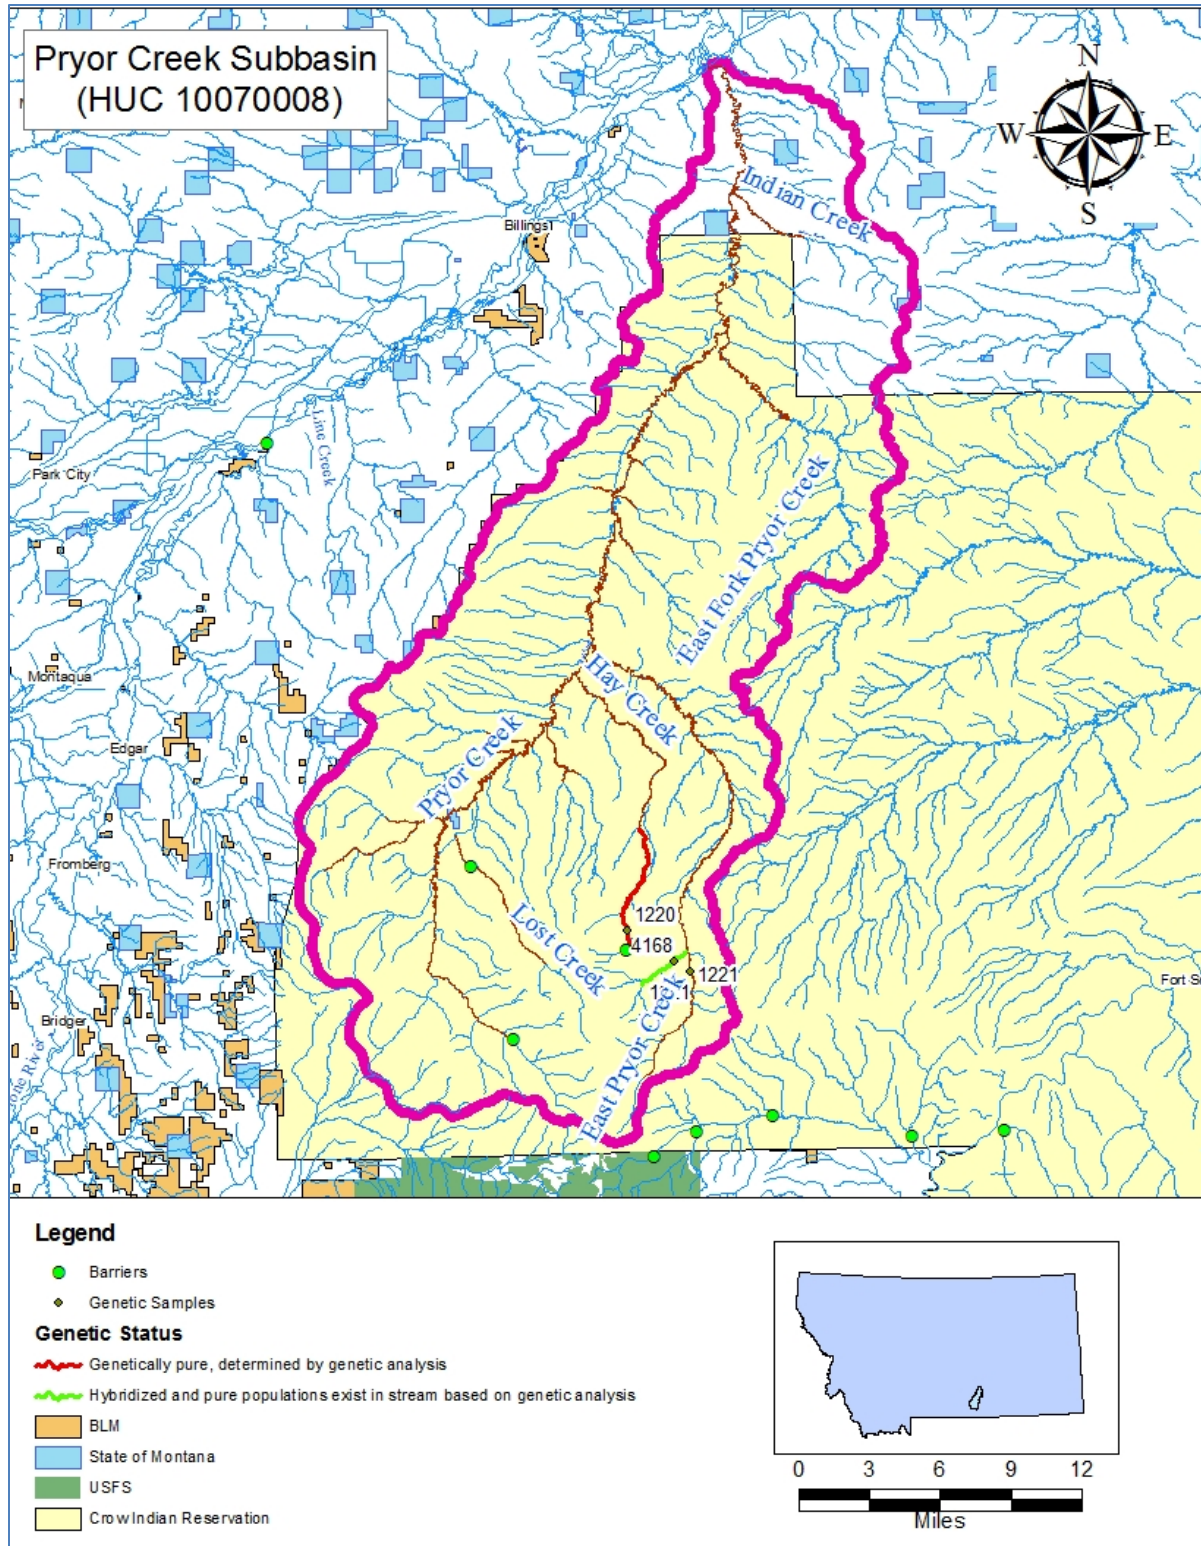 Pryor Creek Subbasin
(HUC 10070008)
N
W
E
S
Indian Creek
Billings
Line Creek
Park City
East Fork Pryor Creek
Hay Creek
Montaqua
Pryor Creek
Edgar
Fromberg
1220
Lost Creek
4168
1221
East Pryor Creek
Bridger
Legend
Barriers
Genetic Samples
Genetic Status
Genetically pure, determined by genetic analysis
Hybridized and pure populations exist in stream based on genetic analysis
BLM
State of Montana
USFS
Crow Indian Reservation
0 3 6 9 12
Miles